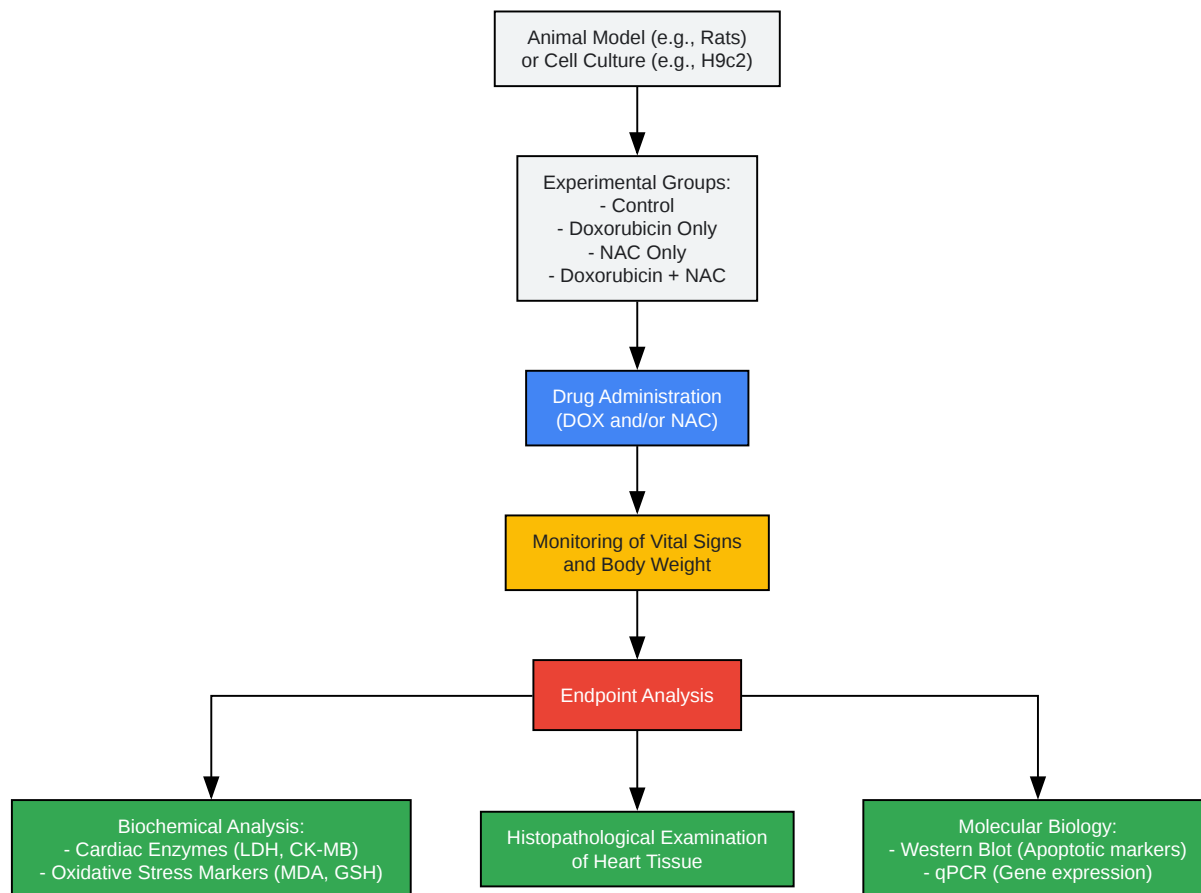 Animal Model (e.g., Rats)
or Cell Culture (e.g., H9c2)
Experimental Groups:
- Control
- Doxorubicin Only
- NAC Only
- Doxorubicin + NAC
Drug Administration
(DOX and/or NAC)
Monitoring of Vital Signs
and Body Weight
Endpoint Analysis
Biochemical Analysis:
- Cardiac Enzymes (LDH, CK-MB)
- Oxidative Stress Markers (MDA, GSH)
Histopathological Examination
of Heart Tissue
Molecular Biology:
- Western Blot (Apoptotic markers)
- qPCR (Gene expression)